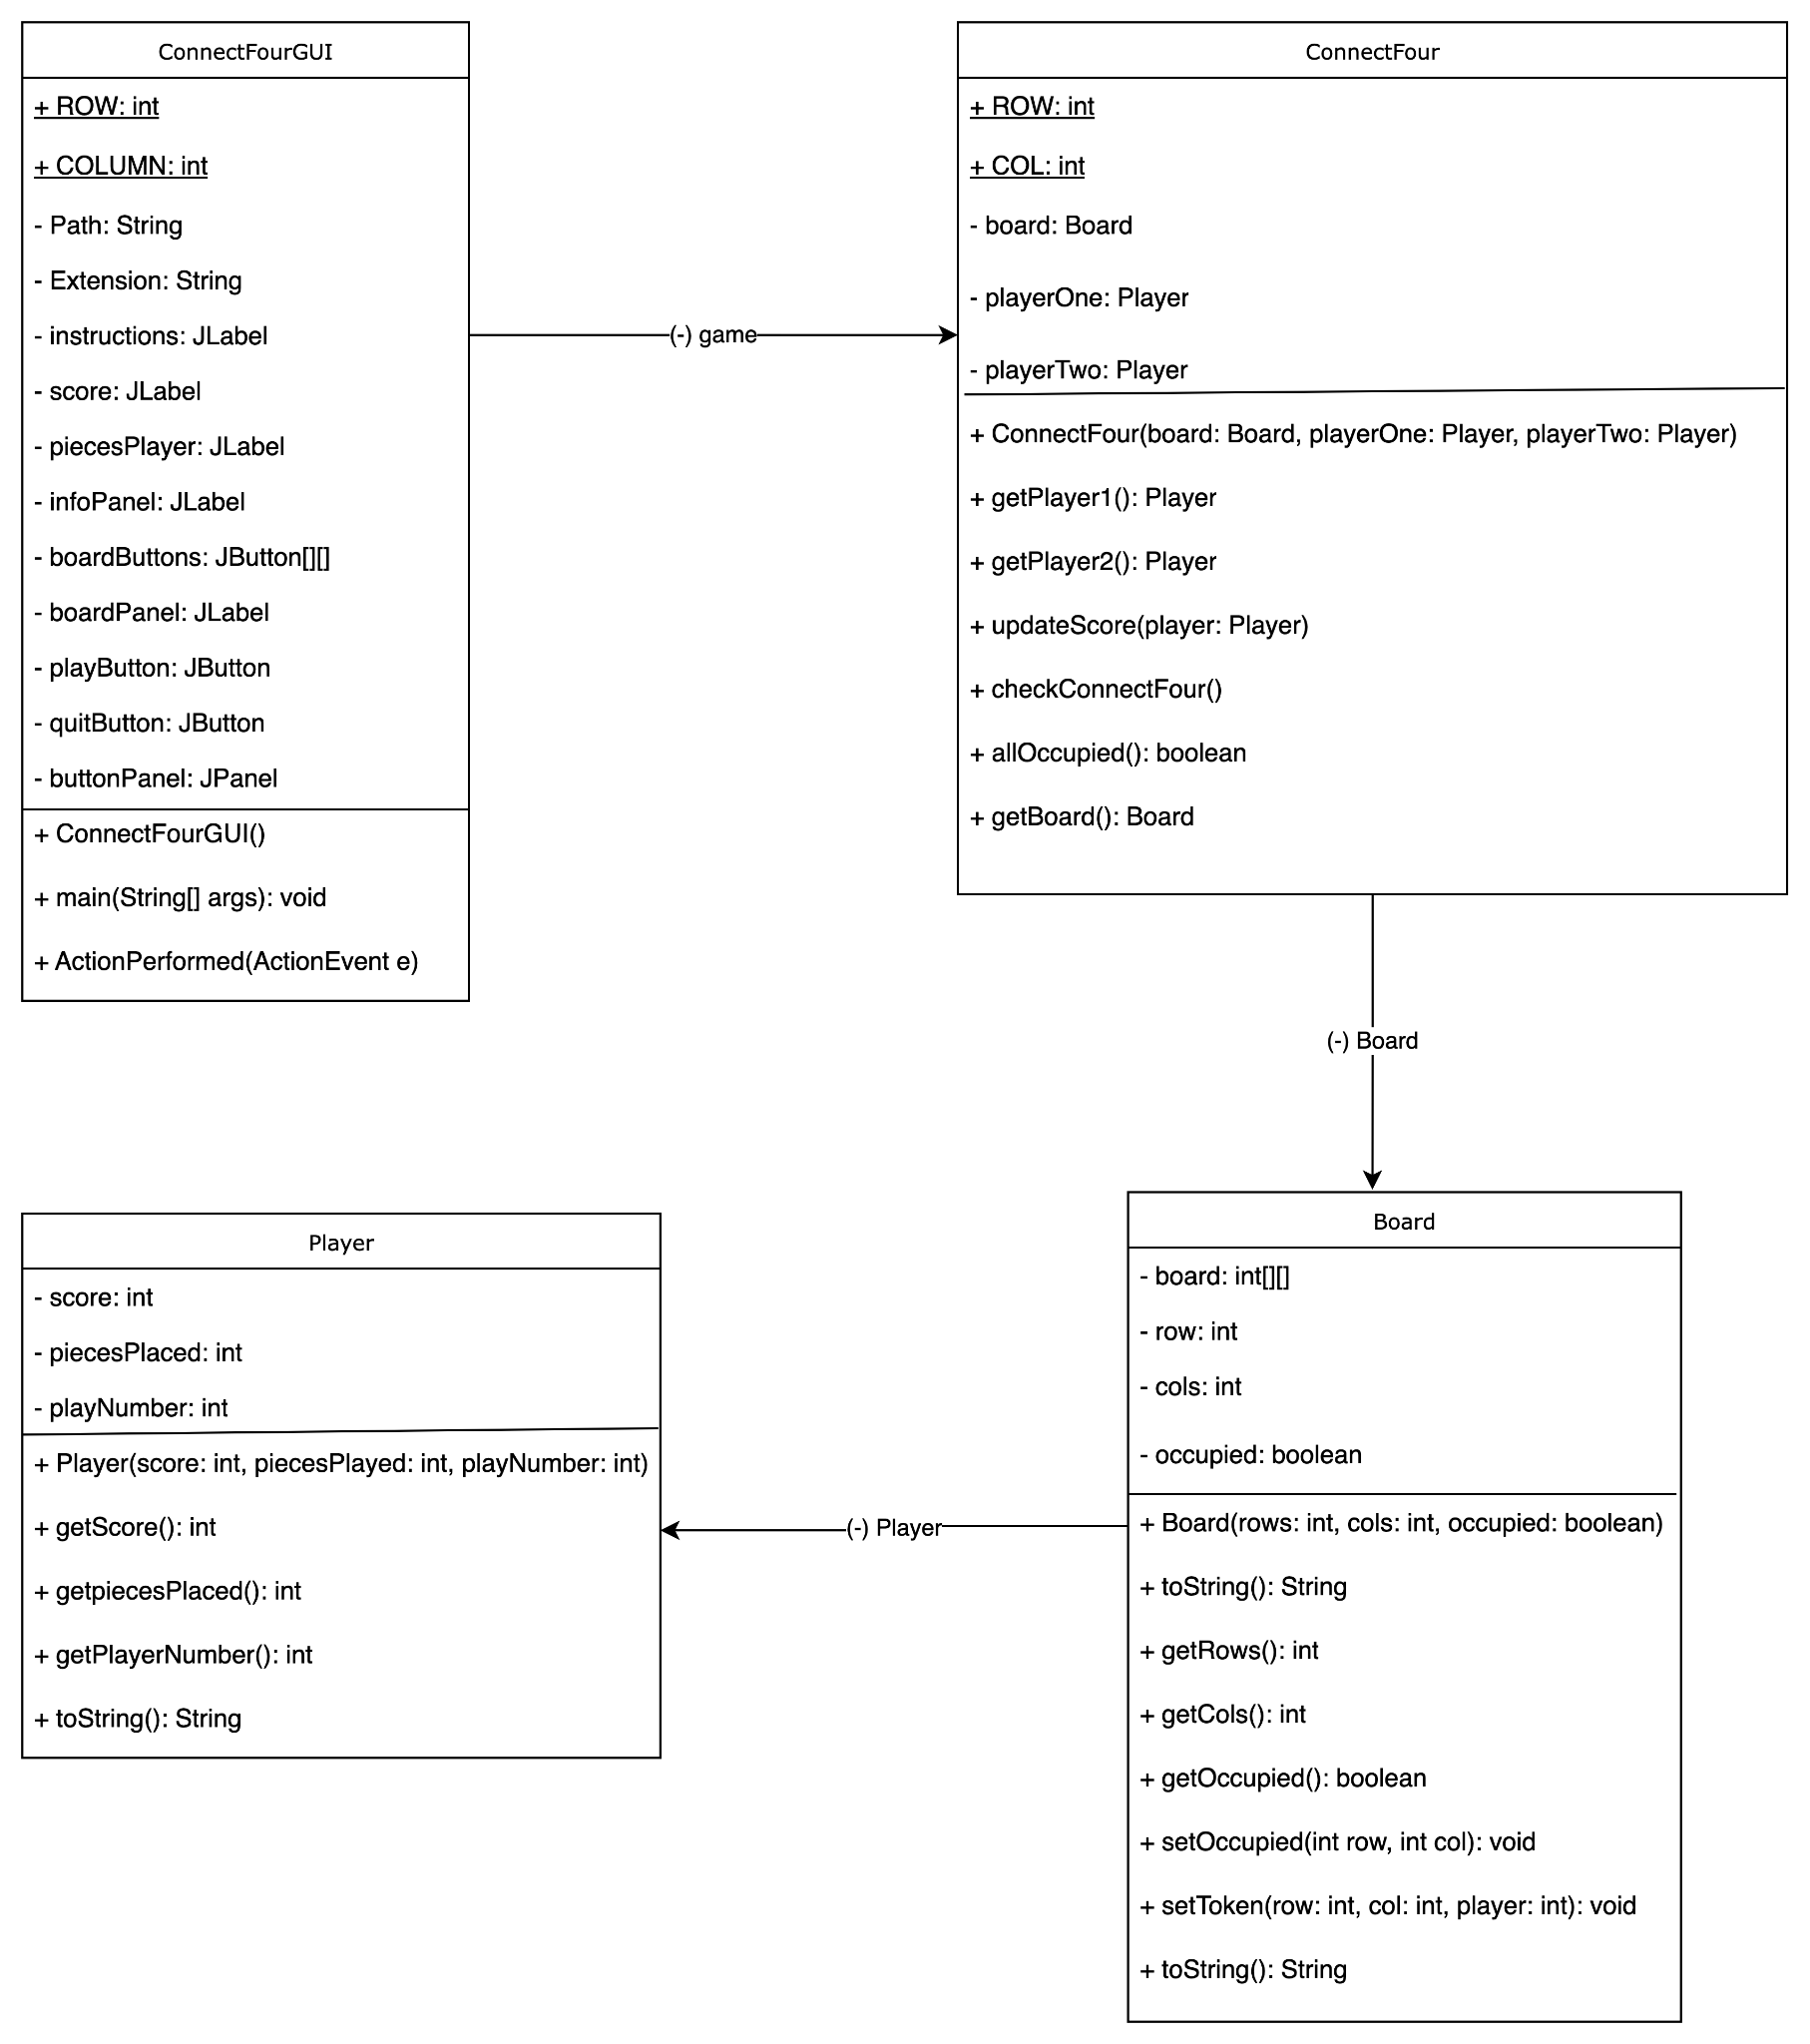 ConnectFourGUI
+ ROW: int
+ COLUMN: int
- Path: String
- Extension: String
- instructions: JLabel
- score: JLabel
- piecesPlayer: JLabel
- infoPanel: JLabel
- boardButtons: JButton[][]
- boardPanel: JLabel
- playButton: JButton
- quitButton: JButton
- buttonPanel: JPanel
+ ConnectFourGUI()
+ main(String[] args): void
+ ActionPerformed(ActionEvent e)
(-) game
ConnectFour
+ ROW: int
+ COL: int
- board: Board
- playerOne: Player
- playerTwo: Player
+ ConnectFour(board: Board, playerOne: Player, playerTwo: Player)
+ getPlayer1(): Player
+ getPlayer2(): Player
+ updateScore(player: Player)
+ checkConnectFour()
+ allOccupied(): boolean
+ getBoard(): Board
(-) Board
Player
- score: int
- piecesPlaced: int
- playNumber: int
+ Player(score: int, piecesPlayed: int, playNumber: int)
+ getScore(): int
+ getpiecesPlaced(): int
+ getPlayerNumber(): int
+ toString(): String
(-) Player
Board
- board: int[][]
- row: int
- cols: int
- occupied: boolean
+ Board(rows: int, cols: int, occupied: boolean)
+ toString(): String
+ getRows(): int
+ getCols(): int
+ getOccupied(): boolean
+ setOccupied(int row, int col): void
+ setToken(row: int, col: int, player: int): void
+ toString(): String